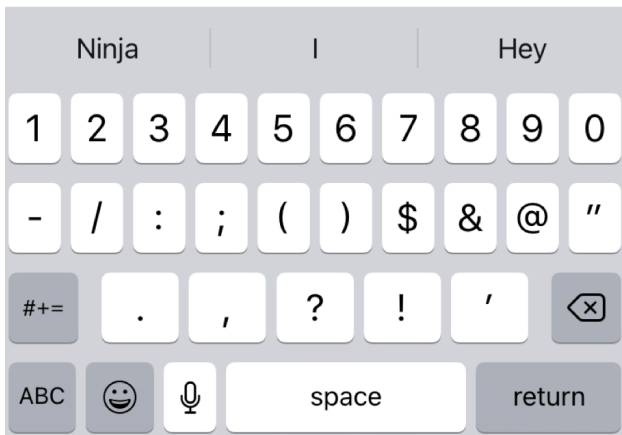 Ninja I Hey
1 2 3 4 5 6 7 8 9 0
- / : ; ( ) $ & @ "
#+= . , ? ! '
ABC space return